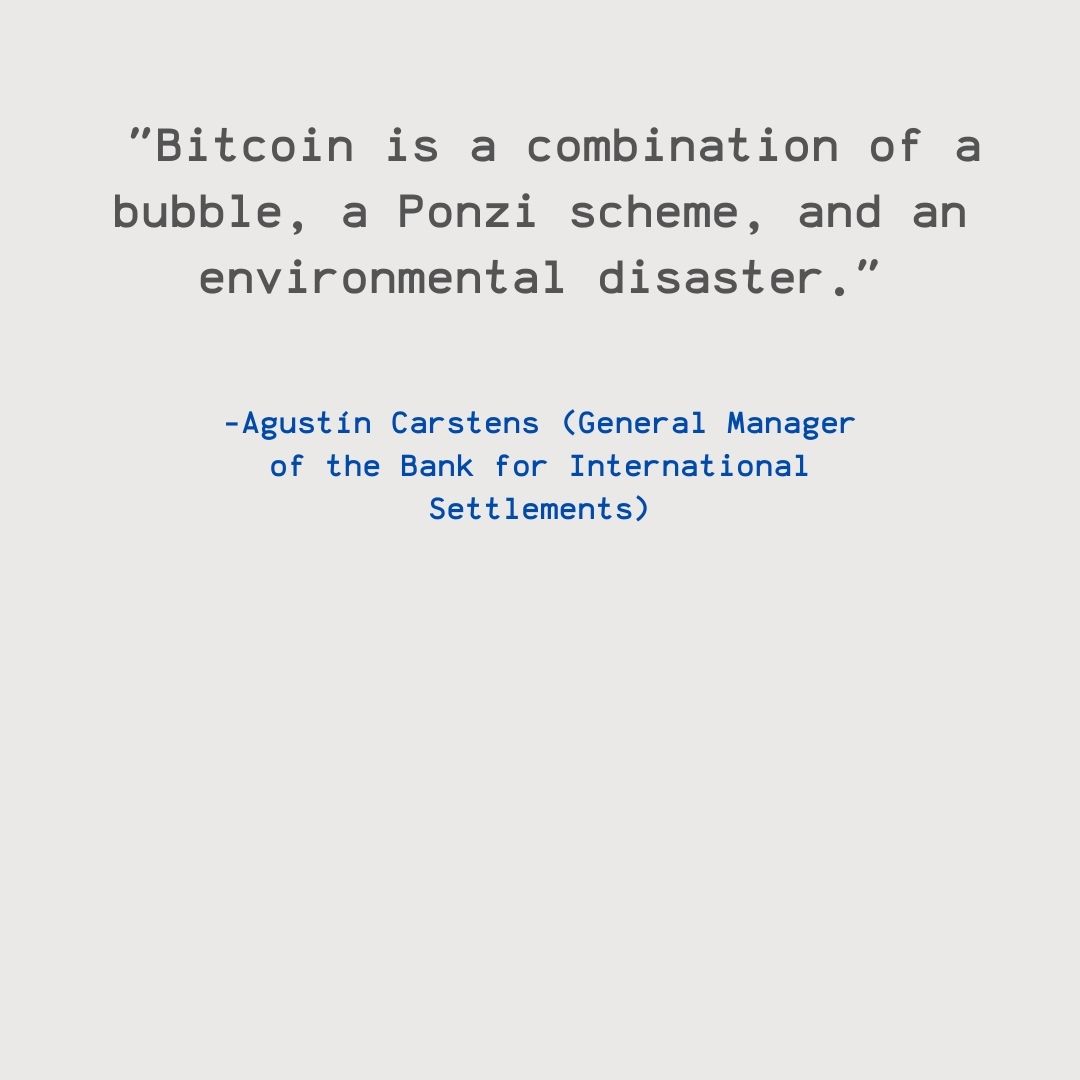 "Bitcoin is a combination of a
bubble, a Ponzi scheme, and an
environmental disaster."
-Agustín Carstens (General Manager
of the Bank for International
Settlements)